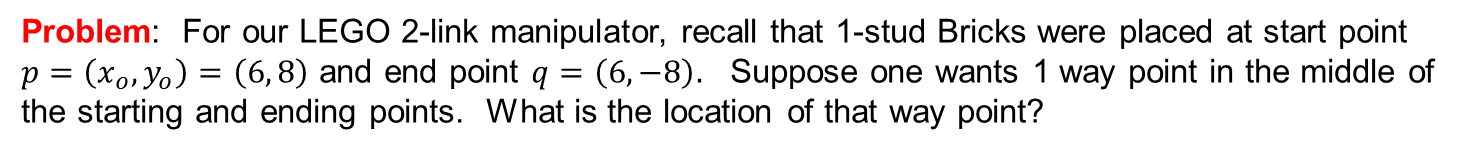 Problem: For our LEGO 2-link manipulator, recall that 1-stud Bricks were placed at start point
p = (xₒ, yₒ) = (6, 8) and end point q = (6, −8). Suppose one wants 1 way point in the middle of
the starting and ending points. What is the location of that way point?